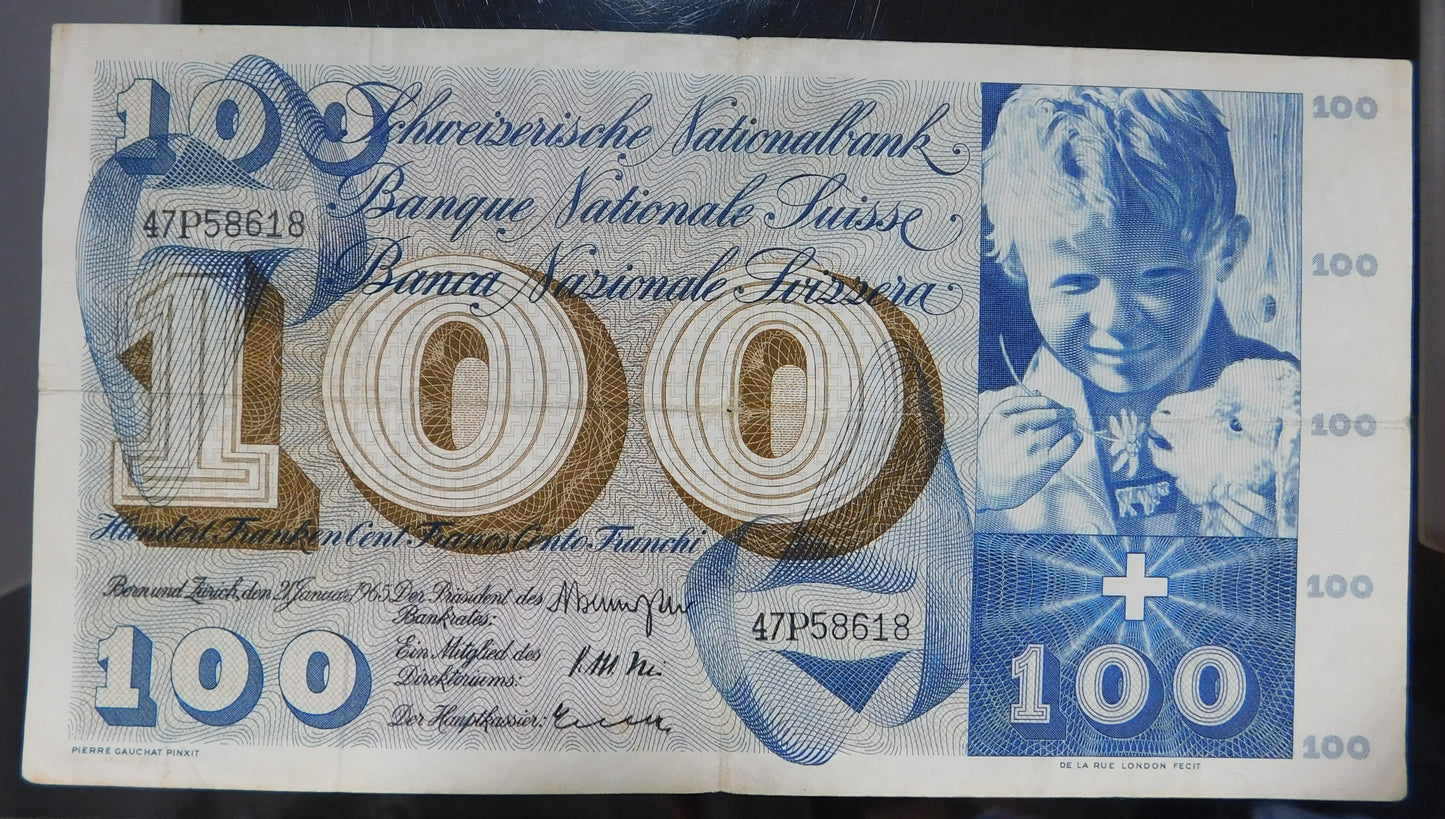 100
Schweizerische Nationalbank
Banque Nationale Suisse
Banca Nazionale Svizzera
47P58618
100
Hundert Franken Cent Francs Cento Franchi
Bern und Zürich, den 21. Januar 1965
Der Präsident des
Bankrates:
Ein Mitglied des
Direktoriums:
Der Hauptkassier:
47P58618
100
100
PIERRE GAUCHAT PINXIT
DE LA RUE LONDON FECIT
100
100
100
100
100